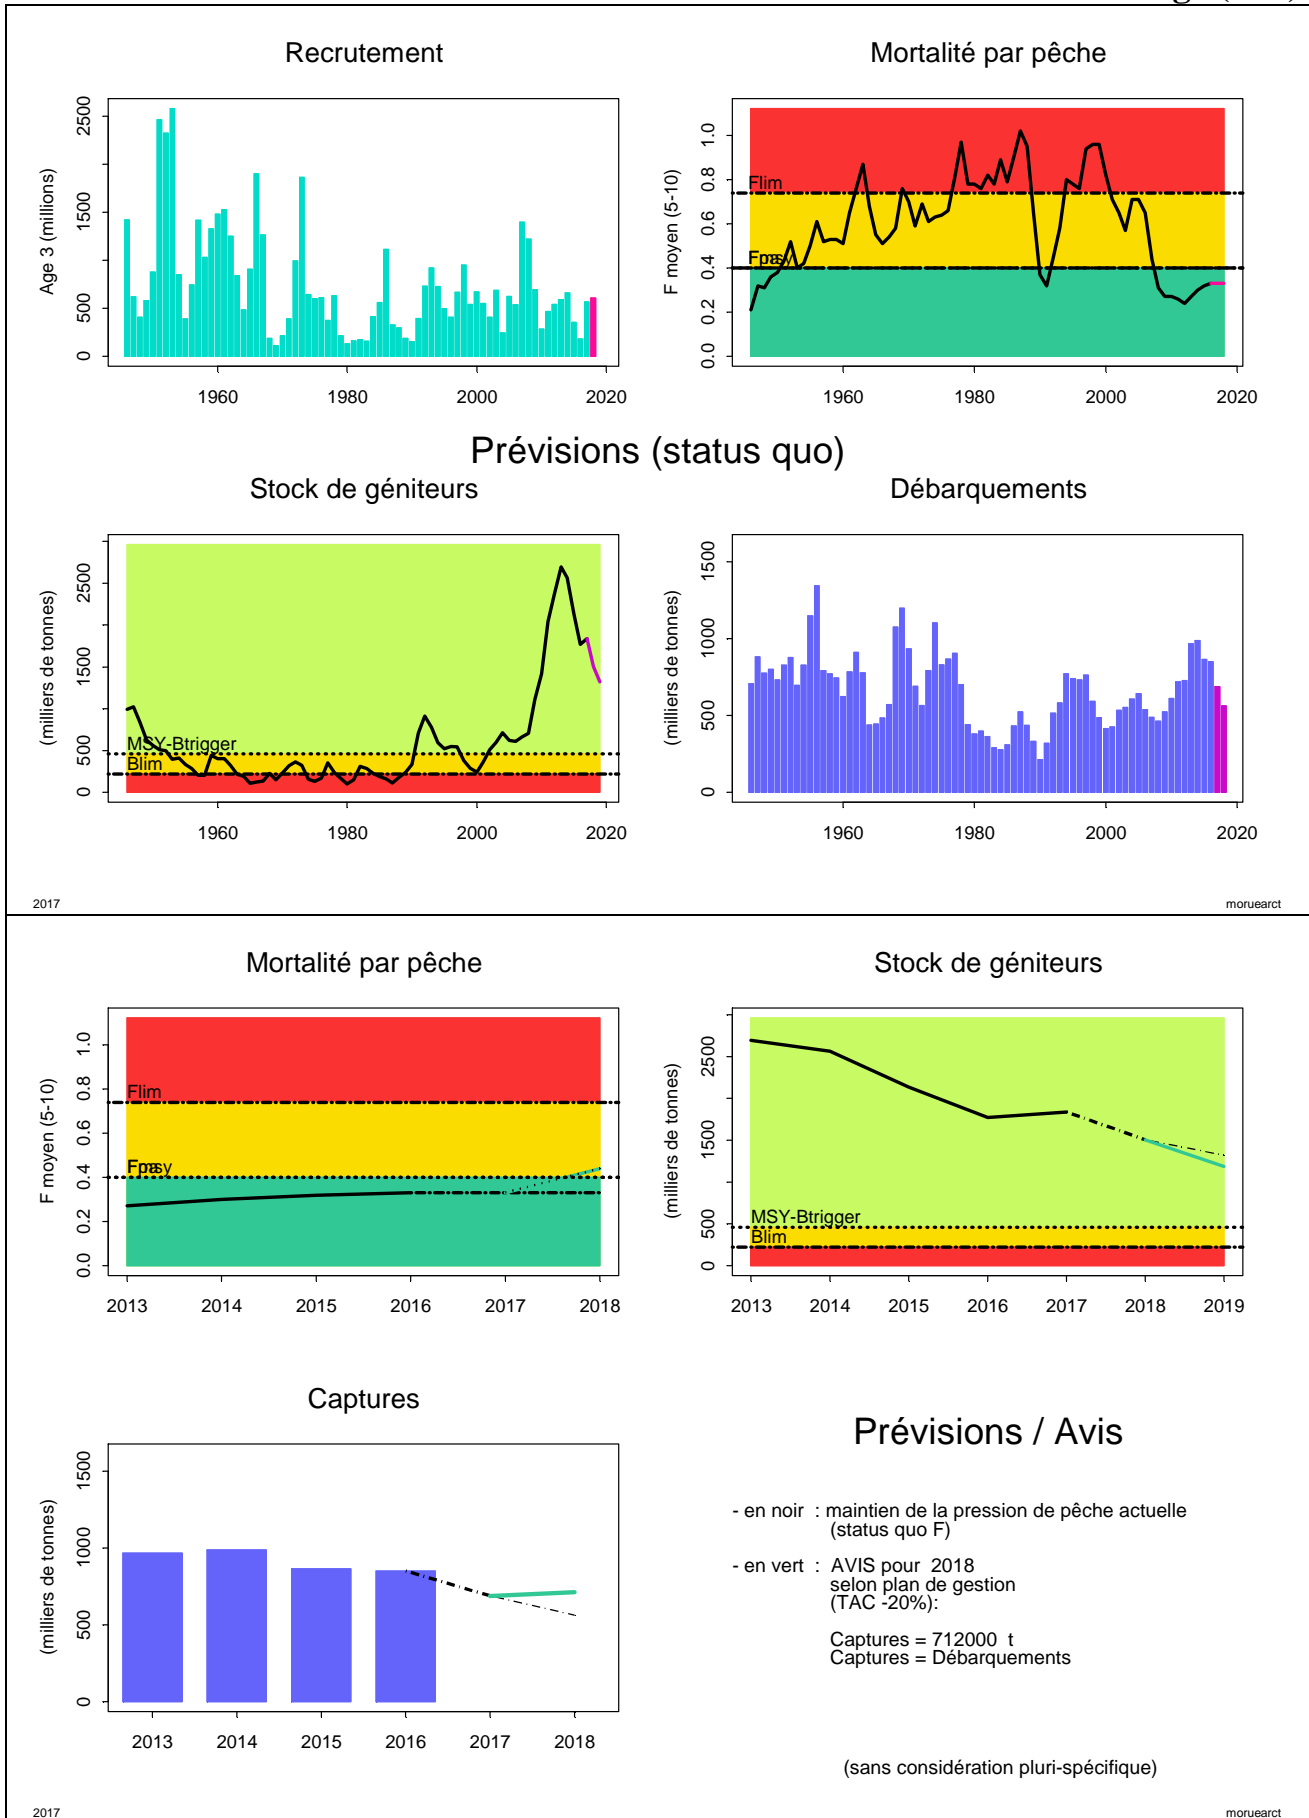 Recrutement
Mortalité par pêche
Age 3 (millions)
0 500 1500 2500
1960 1980 2000 2020
F moyen (5-10)
0.0 0.2 0.4 0.6 0.8 1.0
Flim
1960 1980 2000 2020
Prévisions (status quo)
Stock de géniteurs
Débarquements
(milliers de tonnes)
0 500 1500 2500
MSY-Btrigger
Blim
1960 1980 2000 2020
(milliers de tonnes)
0 500 1000 1500
1960 1980 2000 2020
2017
moruearct
Mortalité par pêche
Stock de géniteurs
F moyen (5-10)
0.0 0.2 0.4 0.6 0.8 1.0
Flim
2013 2014 2015 2016 2017 2018
(milliers de tonnes)
0 500 1500 2500
MSY-Btrigger
Blim
2013 2014 2015 2016 2017 2018 2019
Captures
(milliers de tonnes)
0 500 1000 1500
2013 2014 2015 2016 2017 2018
Prévisions / Avis
- en noir : maintien de la pression de pêche actuelle
(status quo F)
- en vert : AVIS pour 2018
selon plan de gestion
(TAC -20%):
Captures = 712000 t
Captures = Débarquements
(sans considération pluri-spécifique)
2017
moruearct